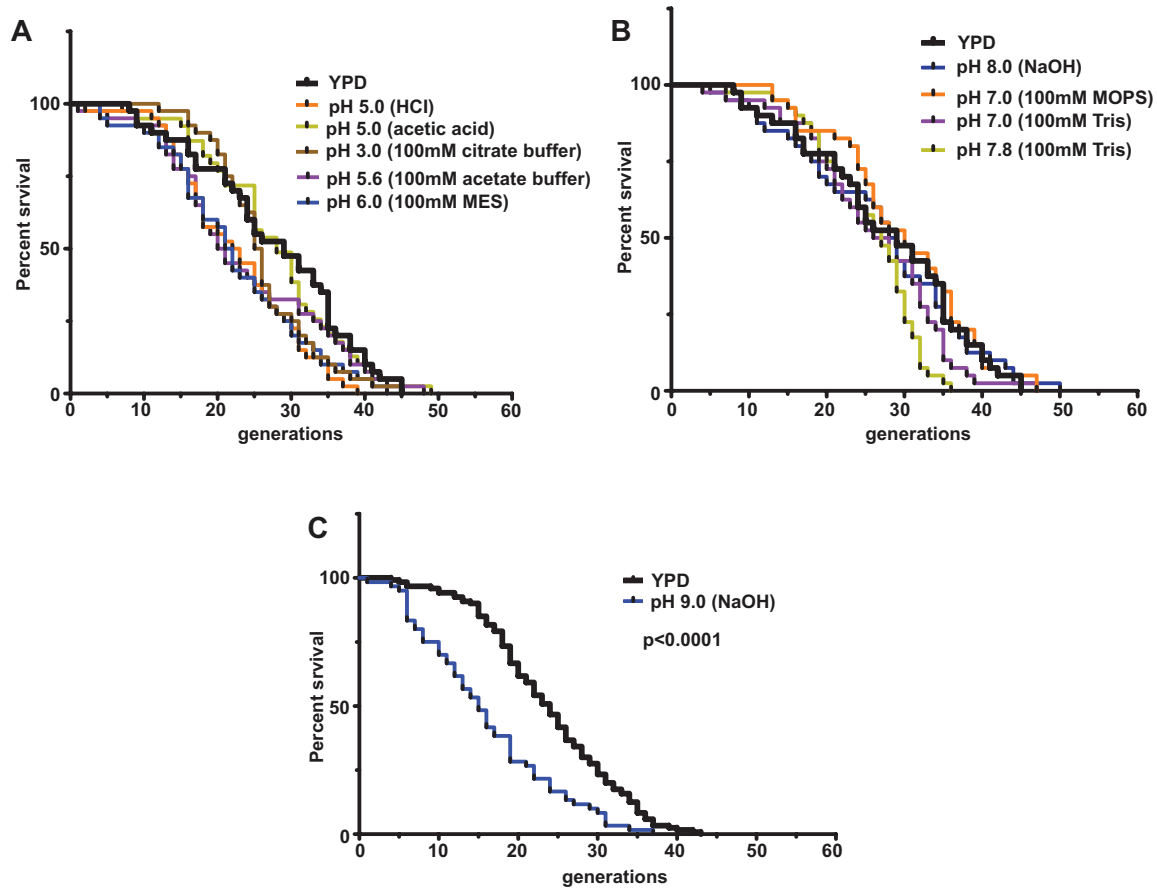 A
YPD
pH 5.0 (HCl)
pH 5.0 (acetic acid)
pH 3.0 (100mM citrate buffer)
pH 5.6 (100mM acetate buffer)
pH 6.0 (100mM MES)
Percent srvival
100
50
0
0 10 20 30 40 50 60
generations
B
YPD
pH 8.0 (NaOH)
pH 7.0 (100mM MOPS)
pH 7.0 (100mM Tris)
pH 7.8 (100mM Tris)
Percent srvival
100
50
0
0 10 20 30 40 50 60
generations
C
YPD
pH 9.0 (NaOH)
p<0.0001
Percent srvival
100
50
0
0 10 20 30 40 50 60
generations